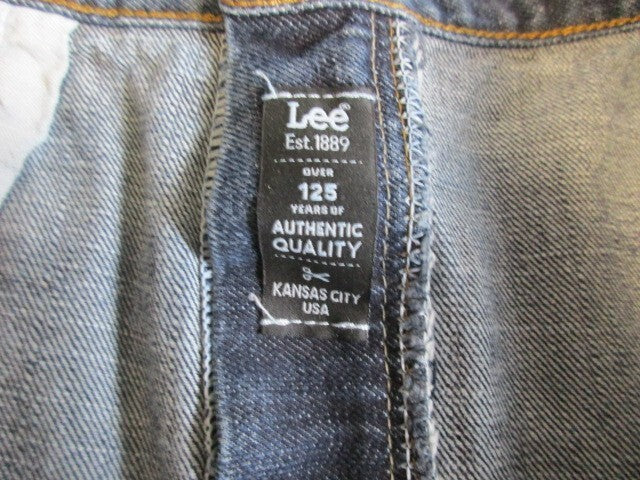 Lee®
Est.1889
OVER
125
YEARS OF
AUTHENTIC
QUALITY
KANSAS CITY
USA